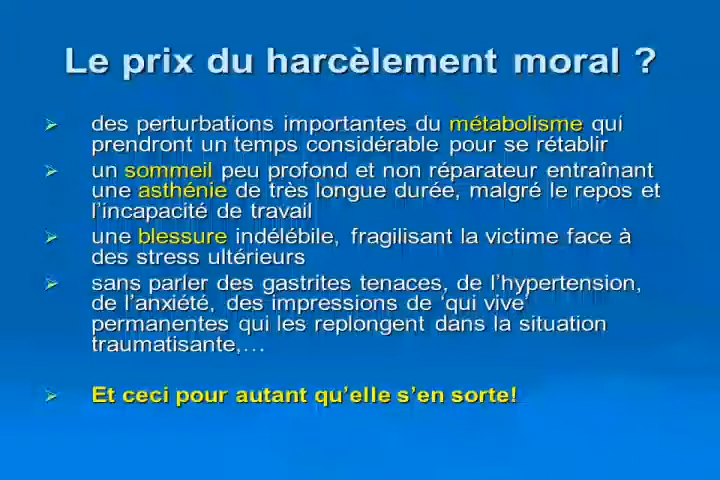 Le prix du harcèlement moral ?
des perturbations importantes du métabolisme qui
prendront un temps considérable pour se rétablir
un sommeil peu profond et non réparateur entraînant
une asthénie de très longue durée, malgré le repos et
l'incapacité de travail
une blessure indélébile, fragilisant la victime face à
des stress ultérieurs
sans parler des gastrites tenaces, de l'hypertension,
de l'anxiété, des impressions de 'qui vive'
permanentes qui les replongent dans la situation
traumatisante,…
Et ceci pour autant qu'elle s'en sorte!